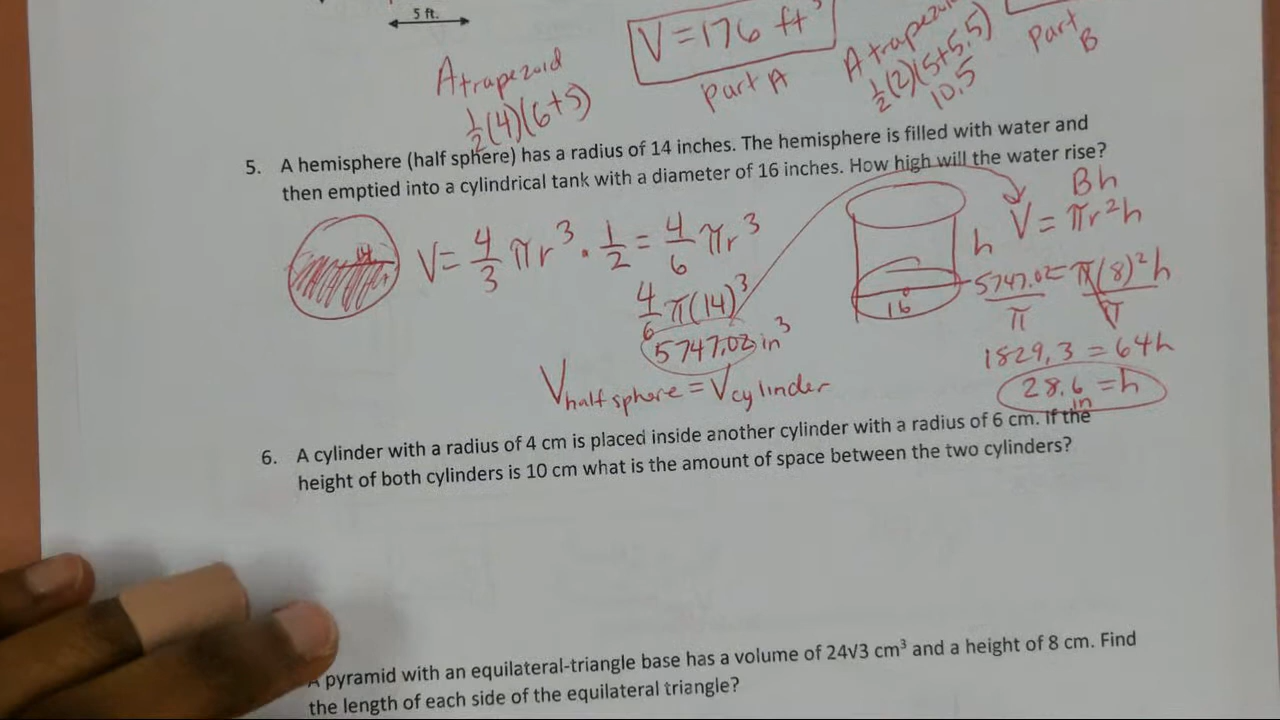 5 ft.
V = 176 ft³
Part A
A trapezoid
½(4)(6+5)
½(2)(5+5.5)
10.5
Part B
5. A hemisphere (half sphere) has a radius of 14 inches. The hemisphere is filled with water and
then emptied into a cylindrical tank with a diameter of 16 inches. How high will the water rise?
14
V = 4/3 πr³ · 1/2 = 4/6 πr³
4/6 π(14)³
5747.02 in³
V half sphere = V cylinder
16
h
Bh
V = πr²h
5747.02 = π(8)²h
π π
1829.3 = 64h
28.6 in = h
6. A cylinder with a radius of 4 cm is placed inside another cylinder with a radius of 6 cm. If the
height of both cylinders is 10 cm what is the amount of space between the two cylinders?
A pyramid with an equilateral-triangle base has a volume of 24√3 cm³ and a height of 8 cm. Find
the length of each side of the equilateral triangle?